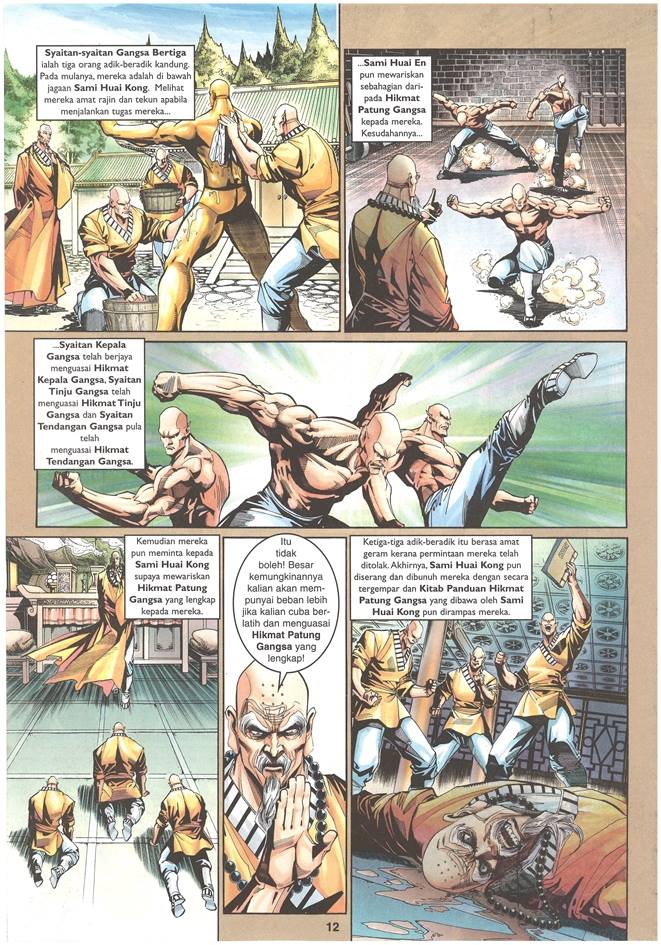 Syaitan-syaitan Gangsa Bertiga
ialah tiga orang adik-beradik kandung.
Pada mulanya, mereka adalah di bawah
jagaan Sami Huai Kong. Melihat
mereka amat rajin dan tekun apabila
menjalankan tugas mereka...
...Sami Huai En
pun mewariskan
sebahagian dari-
pada Hikmat
Patung Gangsa
kepada mereka.
Kesudahannya...
...Syaitan Kepala
Gangsa telah berjaya
menguasai Hikmat
Kepala Gangsa, Syaitan
Tinju Gangsa telah
menguasai Hikmat Tinju
Gangsa dan Syaitan
Tendangan Gangsa pula
telah
menguasai Hikmat
Tendangan Gangsa.
Kemudian mereka
pun meminta kepada
Sami Huai Kong
supaya mewariskan
Hikmat Patung
Gangsa yang lengkap
kepada mereka.
Itu
tidak
boleh! Besar
kemungkinannya
kalian akan mem-
punyai beban lebih
jika kalian cuba ber-
latih dan menguasai
Hikmat Patung
Gangsa yang
lengkap!
Ketiga-tiga adik-beradik itu berasa amat
geram kerana permintaan mereka telah
ditolak. Akhirnya, Sami Huai Kong pun
diserang dan dibunuh mereka dengan secara
tergempar dan Kitab Panduan Hikmat
Patung Gangsa yang dibawa oleh Sami
Huai Kong pun dirampas mereka.
12